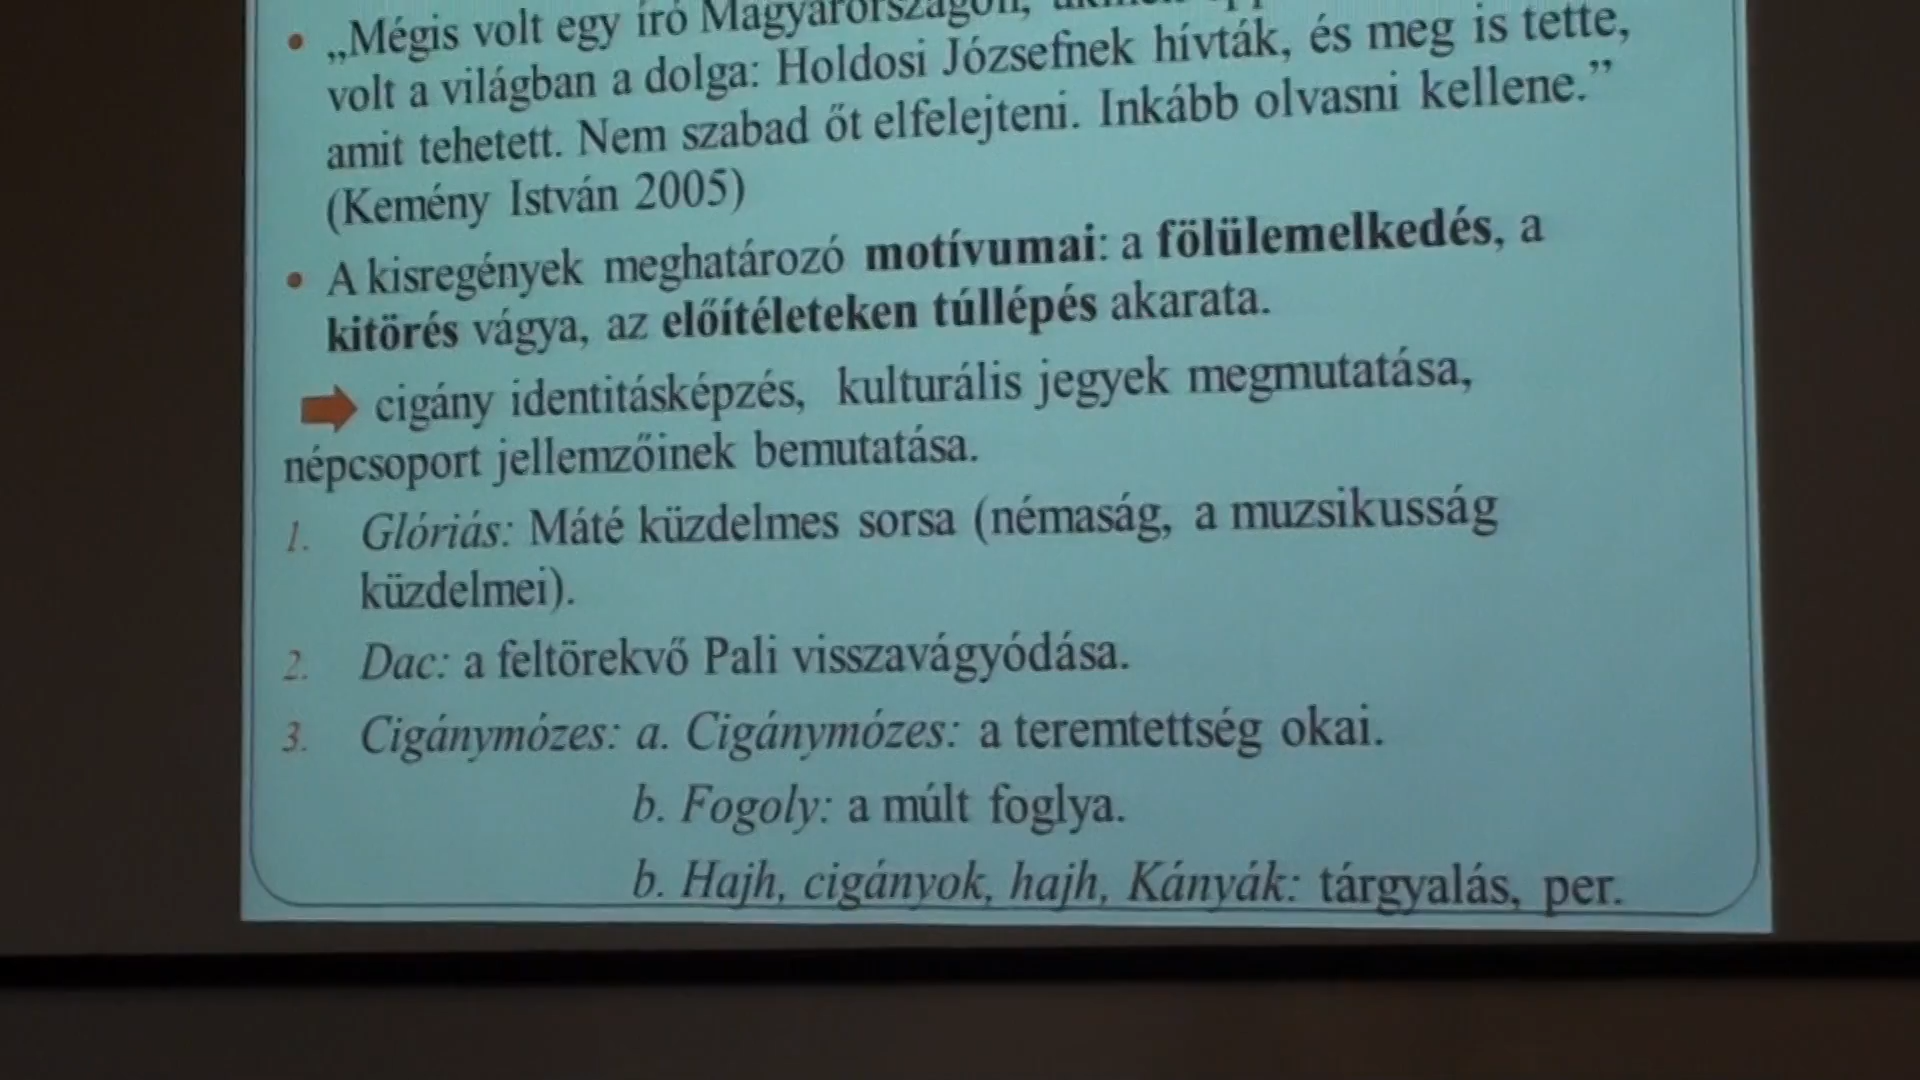 • „Mégis volt egy író Magyarországon,
volt a világban a dolga: Holdosi Józsefnek hívták, és meg is tette,
amit tehetett. Nem szabad őt elfelejteni. Inkább olvasni kellene.”
(Kemény István 2005)
• A kisregények meghatározó motívumai: a fölülemelkedés, a
kitörés vágya, az előítéleteken túllépés akarata.
cigány identitásképzés, kulturális jegyek megmutatása,
népcsoport jellemzőinek bemutatása.
1. Glóriás: Máté küzdelmes sorsa (némaság, a muzsikusság
küzdelmei).
2. Dac: a feltörekvő Pali visszavágyódása.
3. Cigánymózes: a. Cigánymózes: a teremtettség okai.
b. Fogoly: a múlt foglya.
b. Hajh, cigányok, hajh, Kányák: tárgyalás, per.